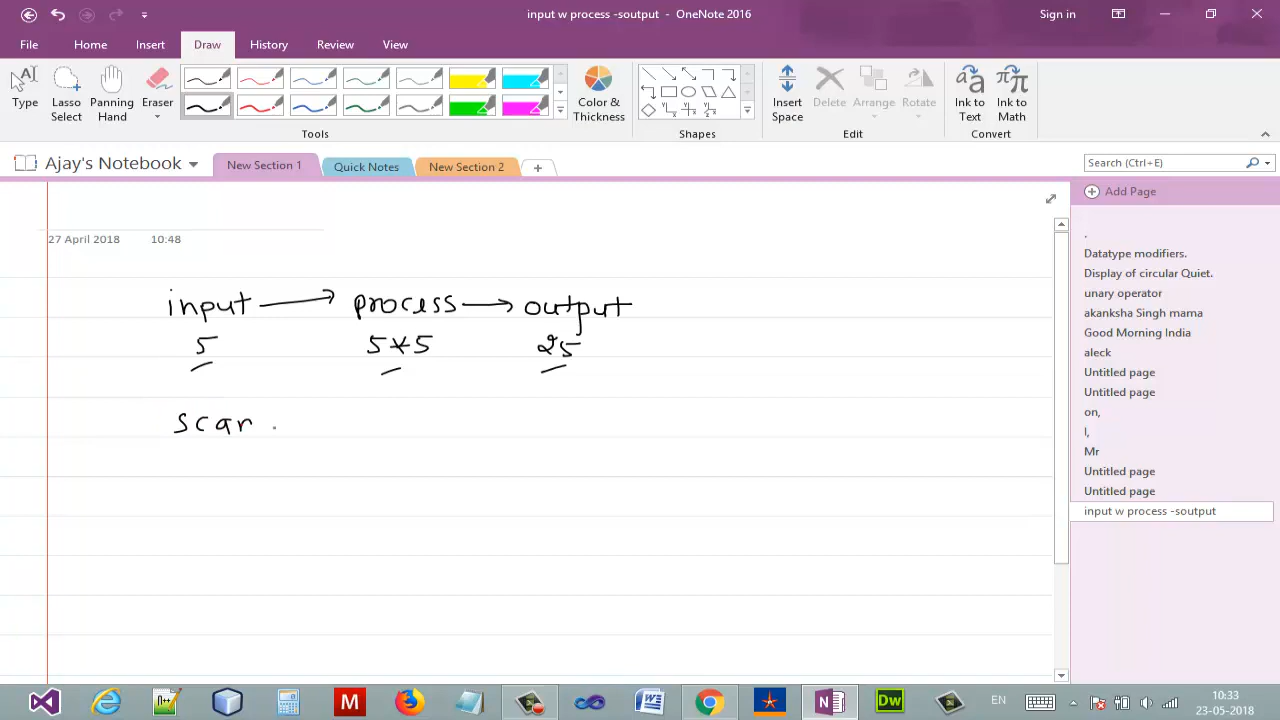 input w process -soutput - OneNote 2016
Sign in
File Home Insert Draw History Review View
Type
Lasso Select
Panning Hand
Eraser
Color & Thickness
Insert Space
Delete
Arrange
Rotate
Ink to Text
Ink to Math
Tools
Shapes
Edit
Convert
Ajay's Notebook
New Section 1
Quick Notes
New Section 2
Search (Ctrl+E)
Add Page
27 April 2018 10:48
input → process → output
5 5*5 25
scan
.
Datatype modifiers.
Display of circular Quiet.
unary operator
akanksha Singh mama
Good Morning India
aleck
Untitled page
Untitled page
on,
l,
Mr
Untitled page
Untitled page
input w process -soutput
n++
M
W
N
Dw
EN
10:33
23-05-2018